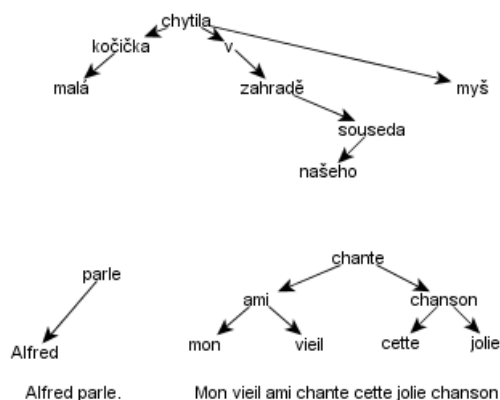 chytila
kočička v
malá zahradě myš
souseda
našeho
chante
parle
ami chanson
Alfred mon vieil cette jolie
Alfred parle. Mon vieil ami chante cette jolie chanson